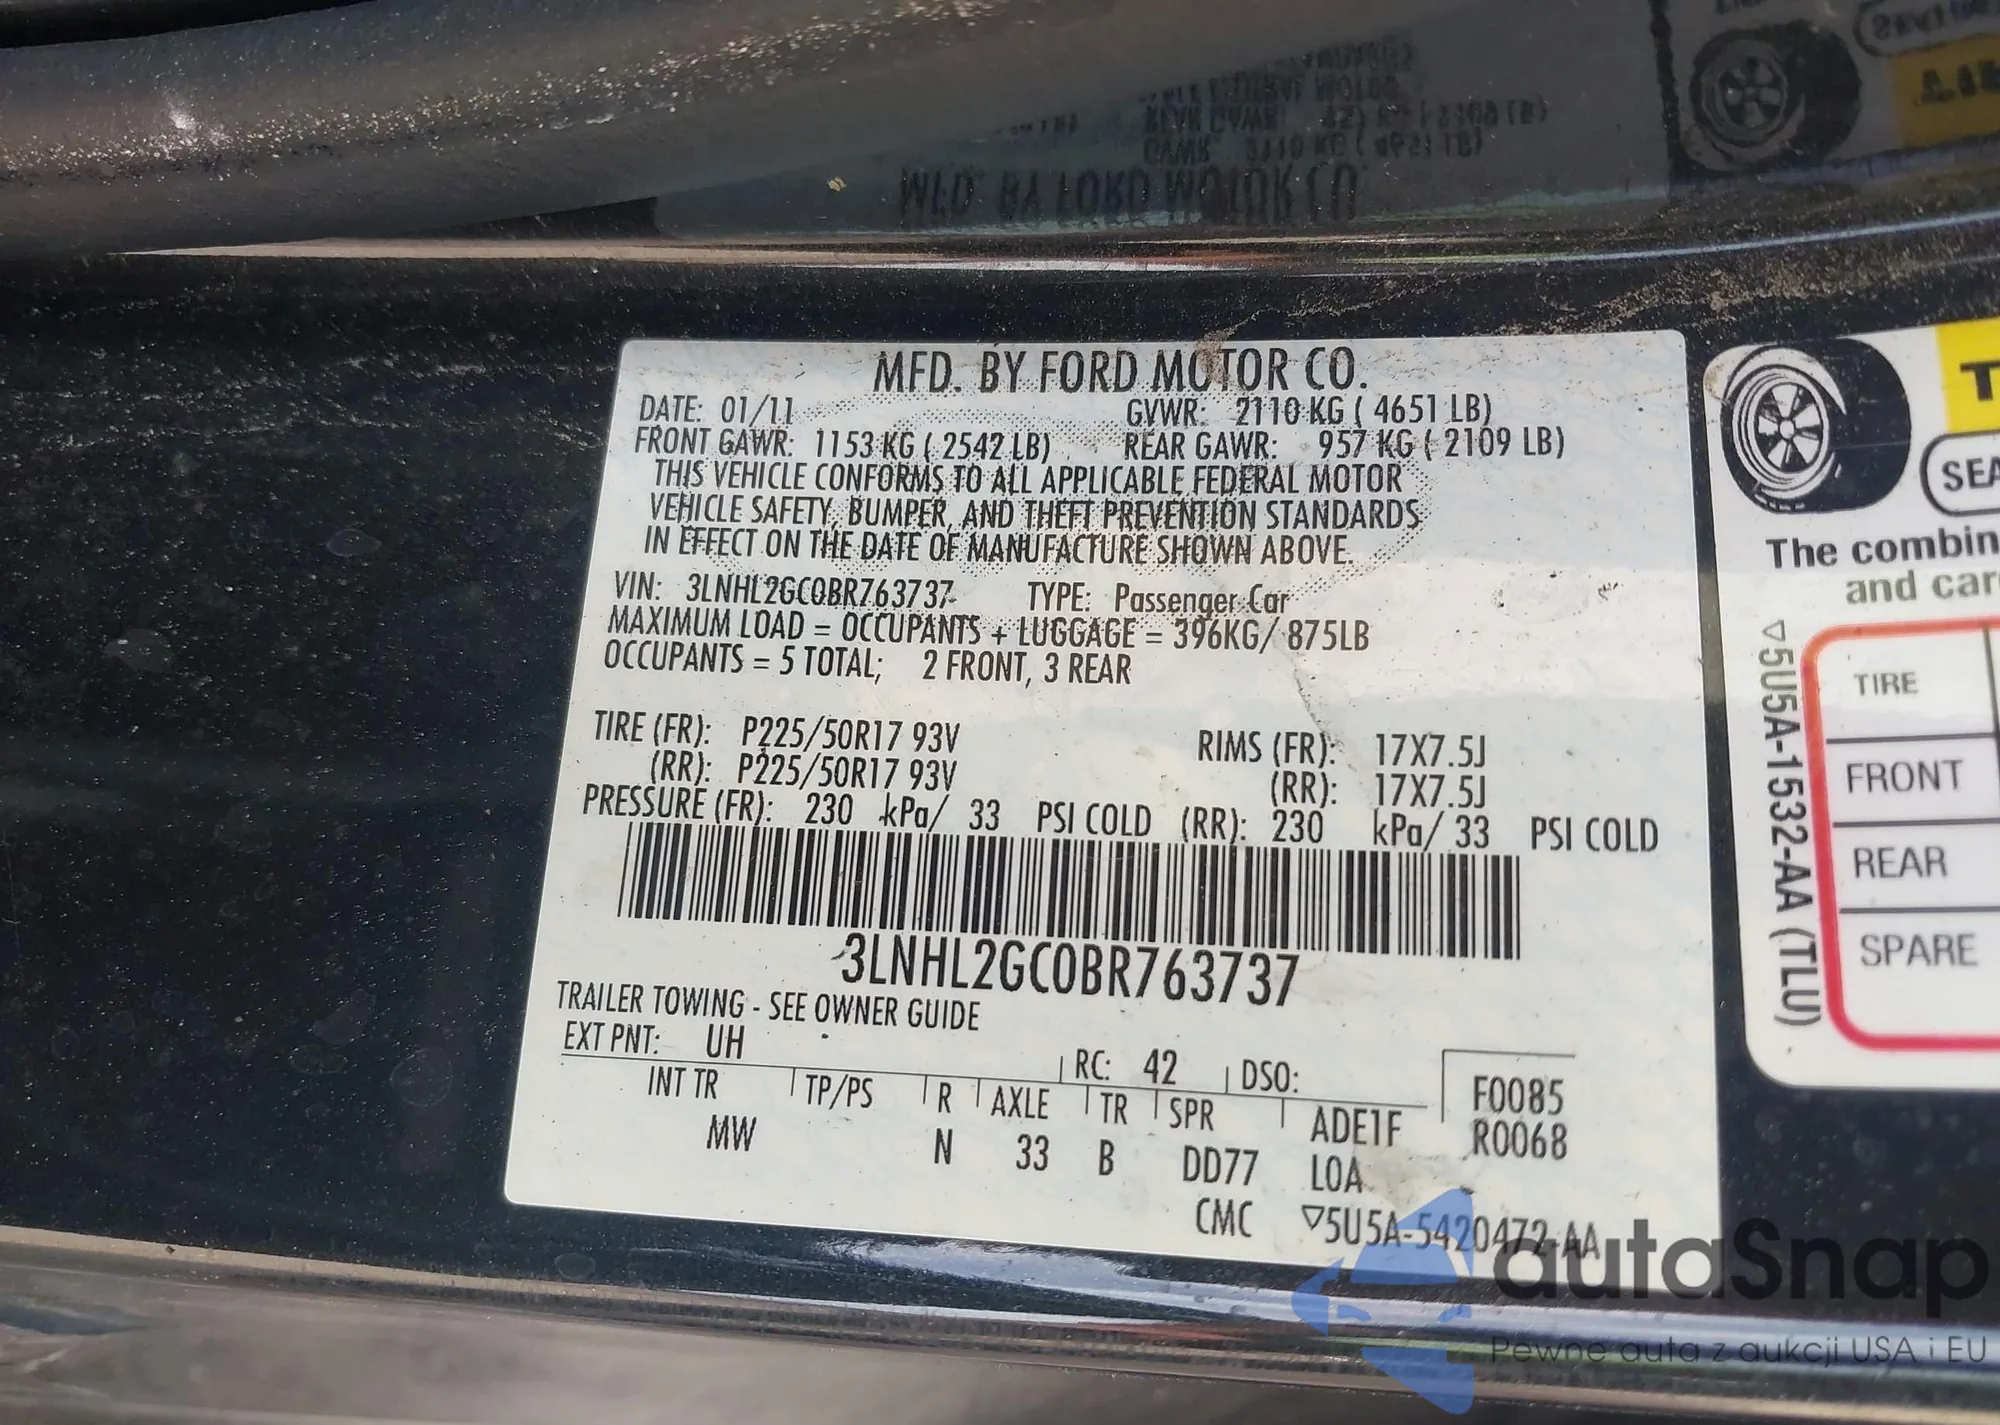 MFD. BY FORD MOTOR CO.
DATE: 01/11 GVWR: 2110 KG ( 4651 LB)
FRONT GAWR: 1153 KG ( 2542 LB) REAR GAWR: 957 KG ( 2109 LB)
THIS VEHICLE CONFORMS TO ALL APPLICABLE FEDERAL MOTOR
VEHICLE SAFETY, BUMPER, AND THEFT PREVENTION STANDARDS
IN EFFECT ON THE DATE OF MANUFACTURE SHOWN ABOVE.
VIN: 3LNHL2GC0BR763737 TYPE: Passenger Car
MAXIMUM LOAD = OCCUPANTS + LUGGAGE = 396KG/ 875LB
OCCUPANTS = 5 TOTAL; 2 FRONT, 3 REAR
TIRE (FR): P225/50R17 93V RIMS (FR): 17X7.5J
(RR): P225/50R17 93V (RR): 17X7.5J
PRESSURE (FR): 230 kPa/ 33 PSI COLD (RR): 230 kPa/ 33 PSI COLD
3LNHL2GC0BR763737
TRAILER TOWING - SEE OWNER GUIDE
EXT PNT: UH RC: 42 DSO: F0085
INT TR TP/PS R AXLE TR SPR ADE1F R0068
MW N 33 B DD77 LOA
CMC ▽5U5A-5420472-AA
The combin
and car
▽5U5A-1532-AA (TLU)
TIRE
FRONT
REAR
SPARE
autaSnap
Pewne auta z aukcji USA i EU